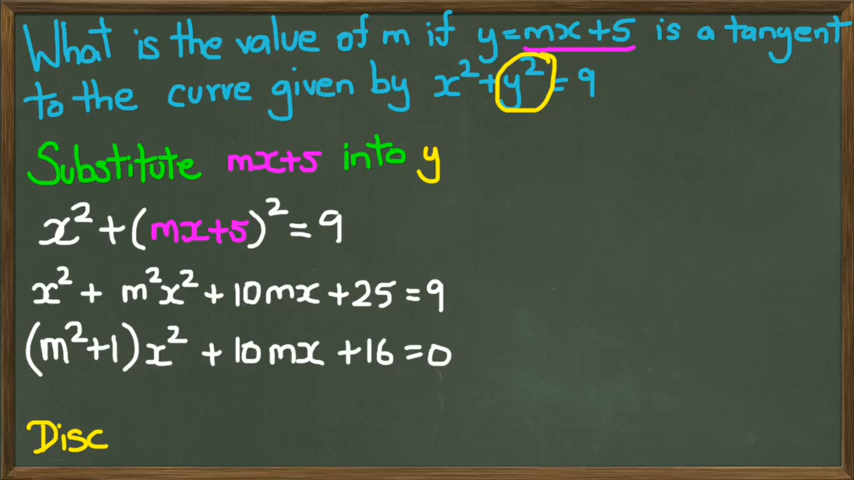 What is the value of m if y=mx+5 is a tangent
to the curve given by x²+y²=9
Substitute mx+5 into y
x²+(mx+5)²=9
x²+m²x²+10mx+25=9
(m²+1)x²+10mx+16=0
Disc